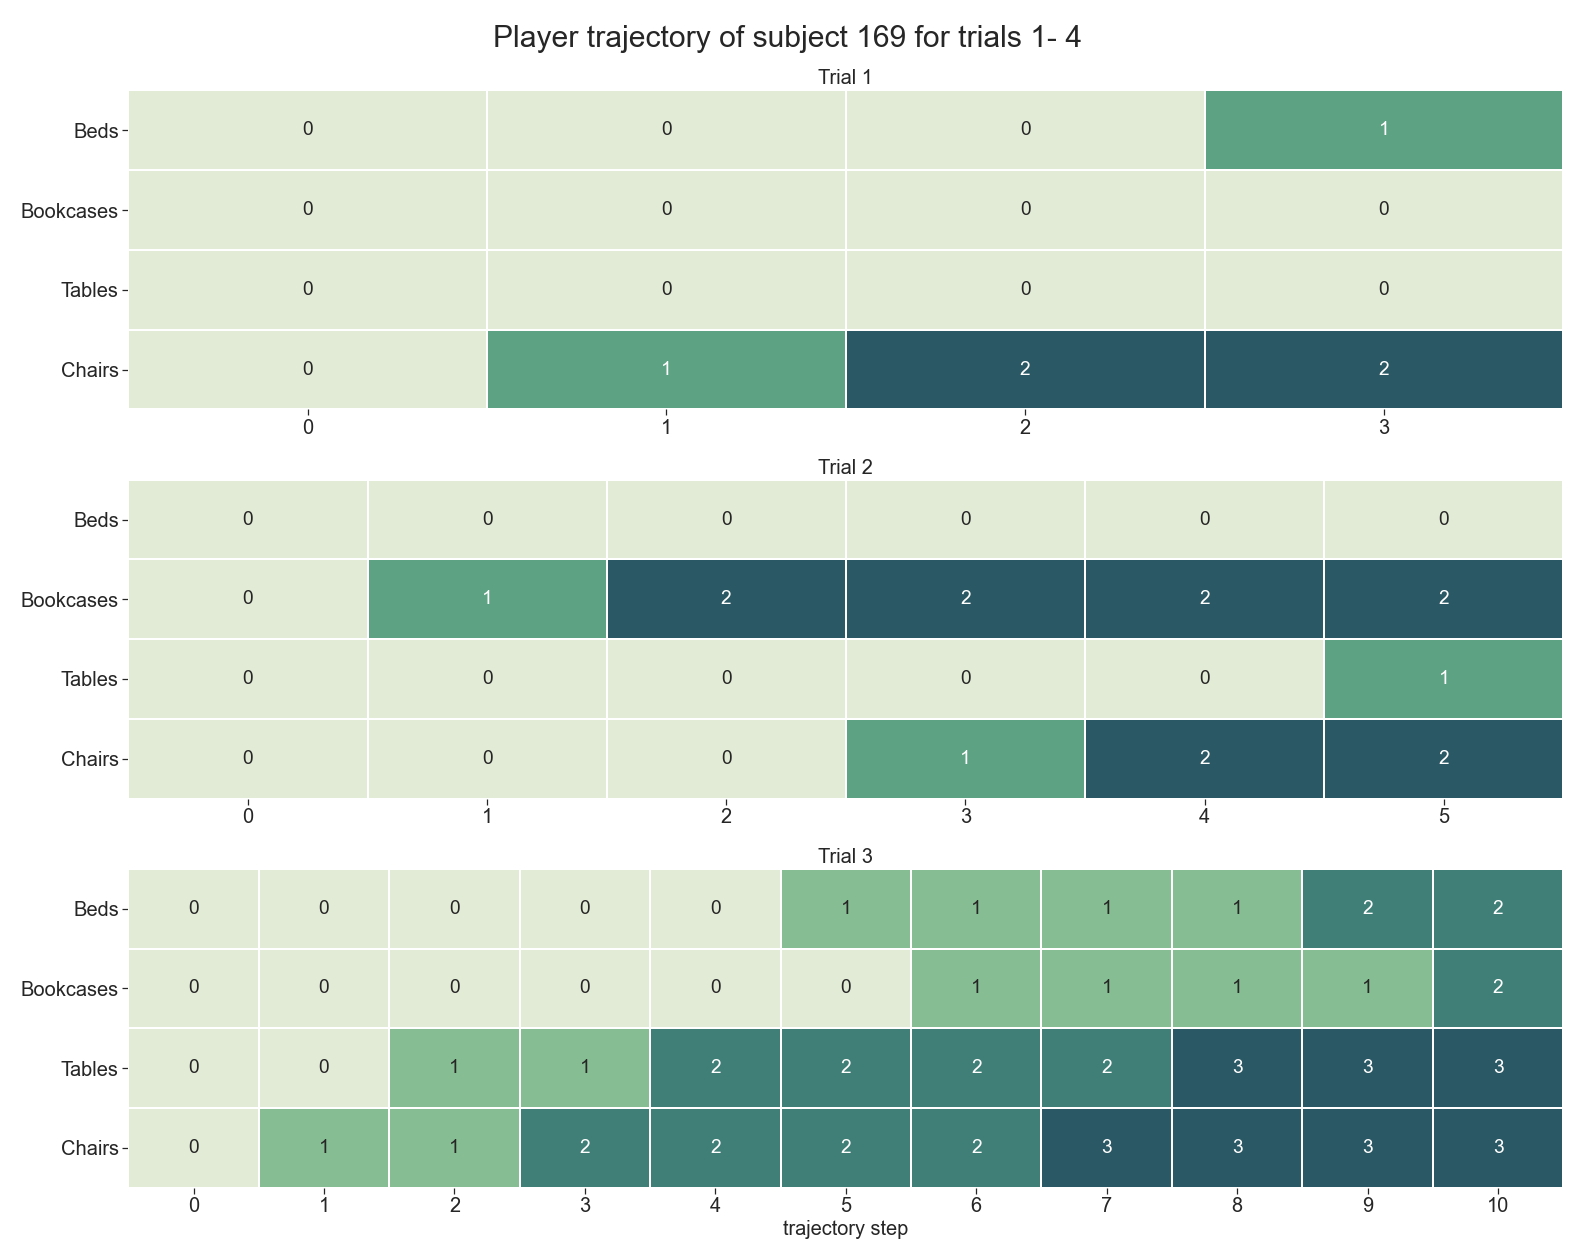 Player trajectory of subject 169 for trials 1- 4
Trial 1
Beds 0 0 0 1
Bookcases 0 0 0 0
Tables 0 0 0 0
Chairs 0 1 2 2
0 1 2 3
Trial 2
Beds 0 0 0 0 0 0
Bookcases 0 1 2 2 2 2
Tables 0 0 0 0 0 1
Chairs 0 0 0 1 2 2
0 1 2 3 4 5
Trial 3
Beds 0 0 0 0 0 1 1 1 1 2 2
Bookcases 0 0 0 0 0 0 1 1 1 1 2
Tables 0 0 1 1 2 2 2 2 3 3 3
Chairs 0 1 1 2 2 2 2 3 3 3 3
0 1 2 3 4 5 6 7 8 9 10
trajectory step